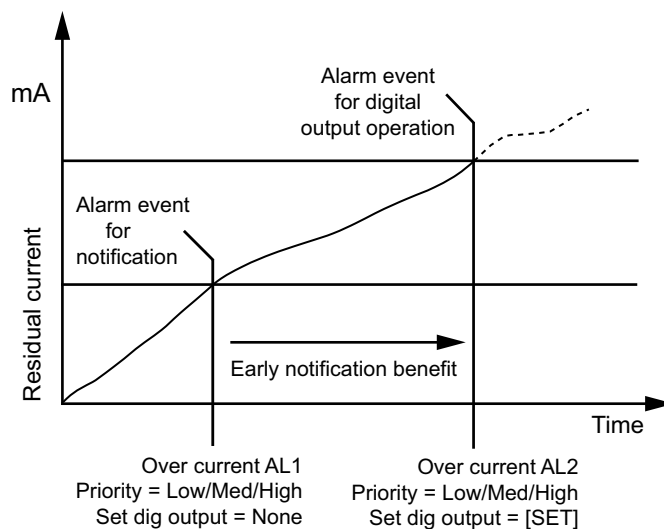 mA
Residual current
Alarm event
for digital
output operation
Alarm event
for
notification
Early notification benefit
Time
Over current AL1
Priority = Low/Med/High
Set dig output = None
Over current AL2
Priority = Low/Med/High
Set dig output = [SET]